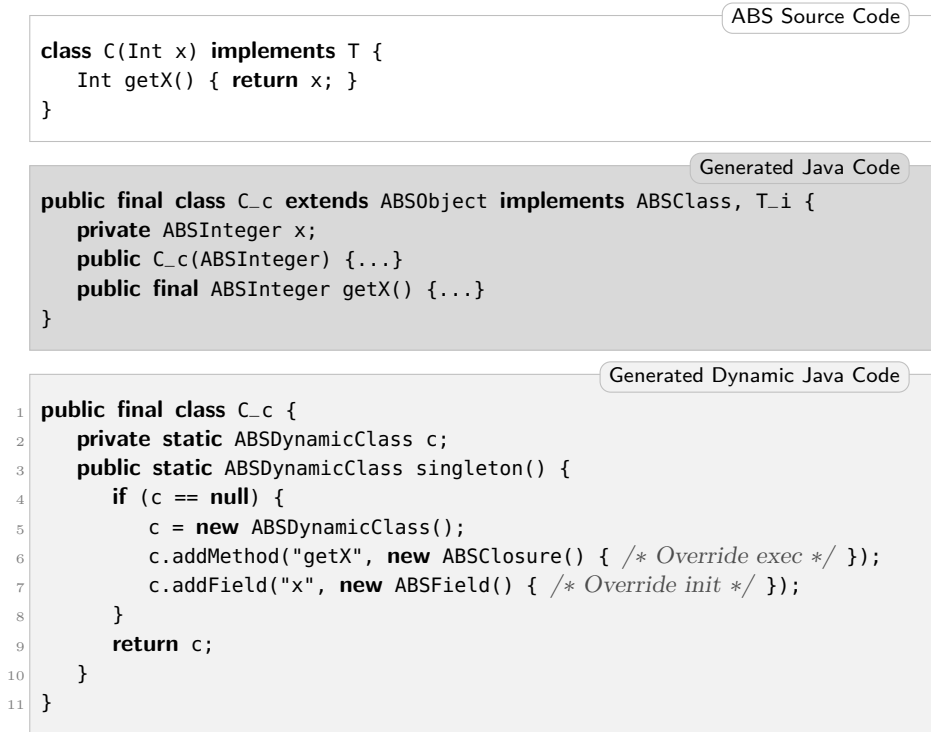 ABS Source Code
class C(Int x) implements T {
   Int getX() { return x; }
}
Generated Java Code
public final class C_c extends ABSObject implements ABSClass, T_i {
   private ABSInteger x;
   public C_c(ABSInteger) {...}
   public final ABSInteger getX() {...}
}
Generated Dynamic Java Code
1 public final class C_c {
2    private static ABSDynamicClass c;
3    public static ABSDynamicClass singleton() {
4       if (c == null) {
5          c = new ABSDynamicClass();
6          c.addMethod("getX", new ABSClosure() { /* Override exec */ });
7          c.addField("x", new ABSField() { /* Override init */ });
8       }
9       return c;
10    }
11 }